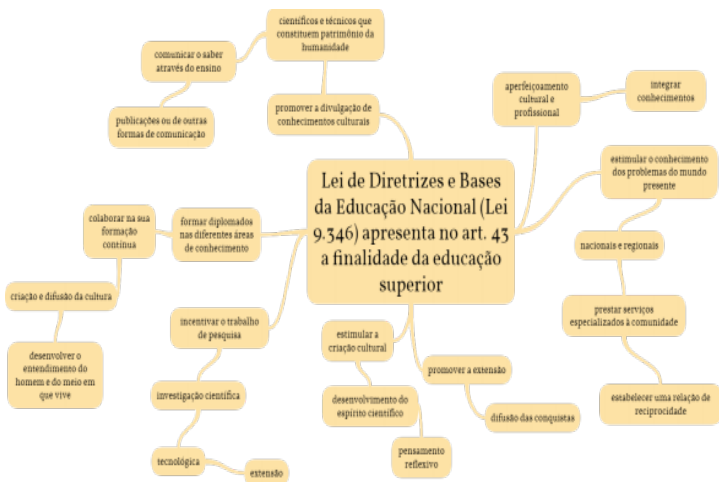 Lei de Diretrizes e Bases
da Educação Nacional (Lei
9.346) apresenta no art. 43
a finalidade da educação
superior
promover a divulgação de
conhecimentos culturais
científicos e técnicos que
constituem patrimônio da
humanidade
comunicar o saber
através do ensino
publicações ou de outras
formas de comunicação
aperfeiçoamento
cultural e
profissional
integrar
conhecimentos
estimular o conhecimento
dos problemas do mundo
presente
nacionais e regionais
prestar serviços
especializados à comunidade
estabelecer uma relação de
reciprocidade
formar diplomados
nas diferentes áreas
de conhecimento
colaborar na sua
formação
contínua
criação e difusão da cultura
desenvolver o
entendimento do
homem e do meio em
que vive
incentivar o trabalho
de pesquisa
investigação científica
tecnológica
extensão
estimular a
criação cultural
desenvolvimento do
espírito científico
pensamento
reflexivo
promover a extensão
difusão das conquistas